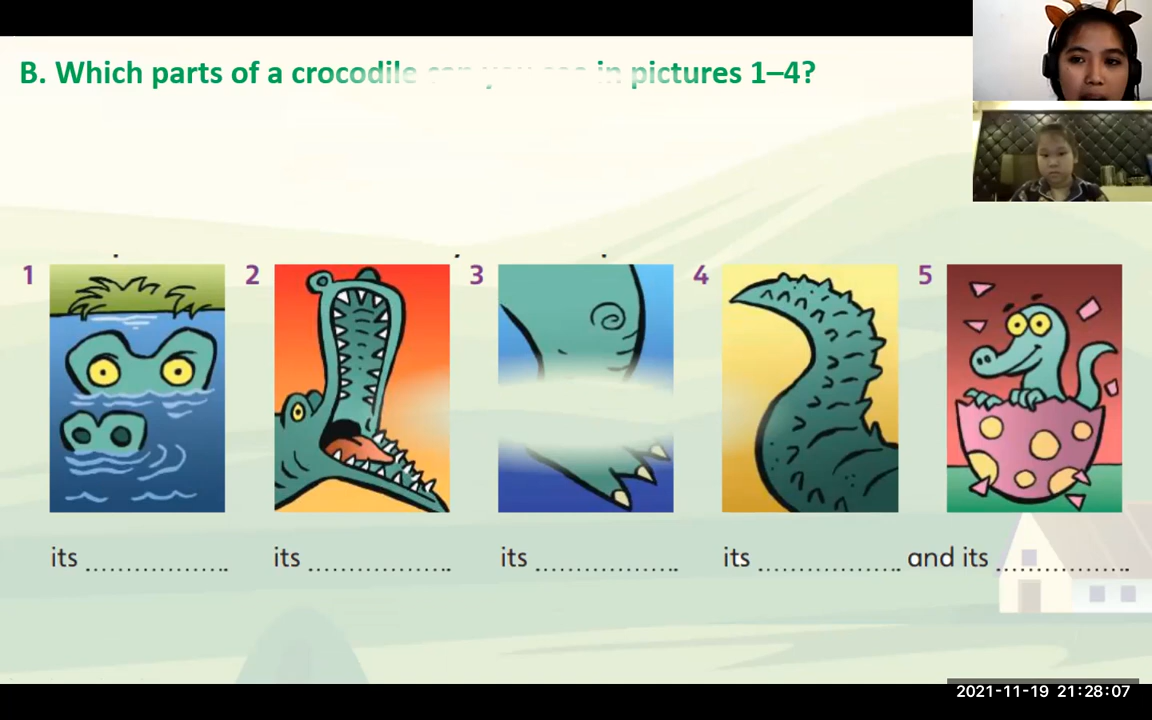 B. Which parts of a crocodile in pictures 1–4?
1 2 3 4 5
its .................. its .................. its .................. its .................. and its ..................
2021-11-19 21:28:07